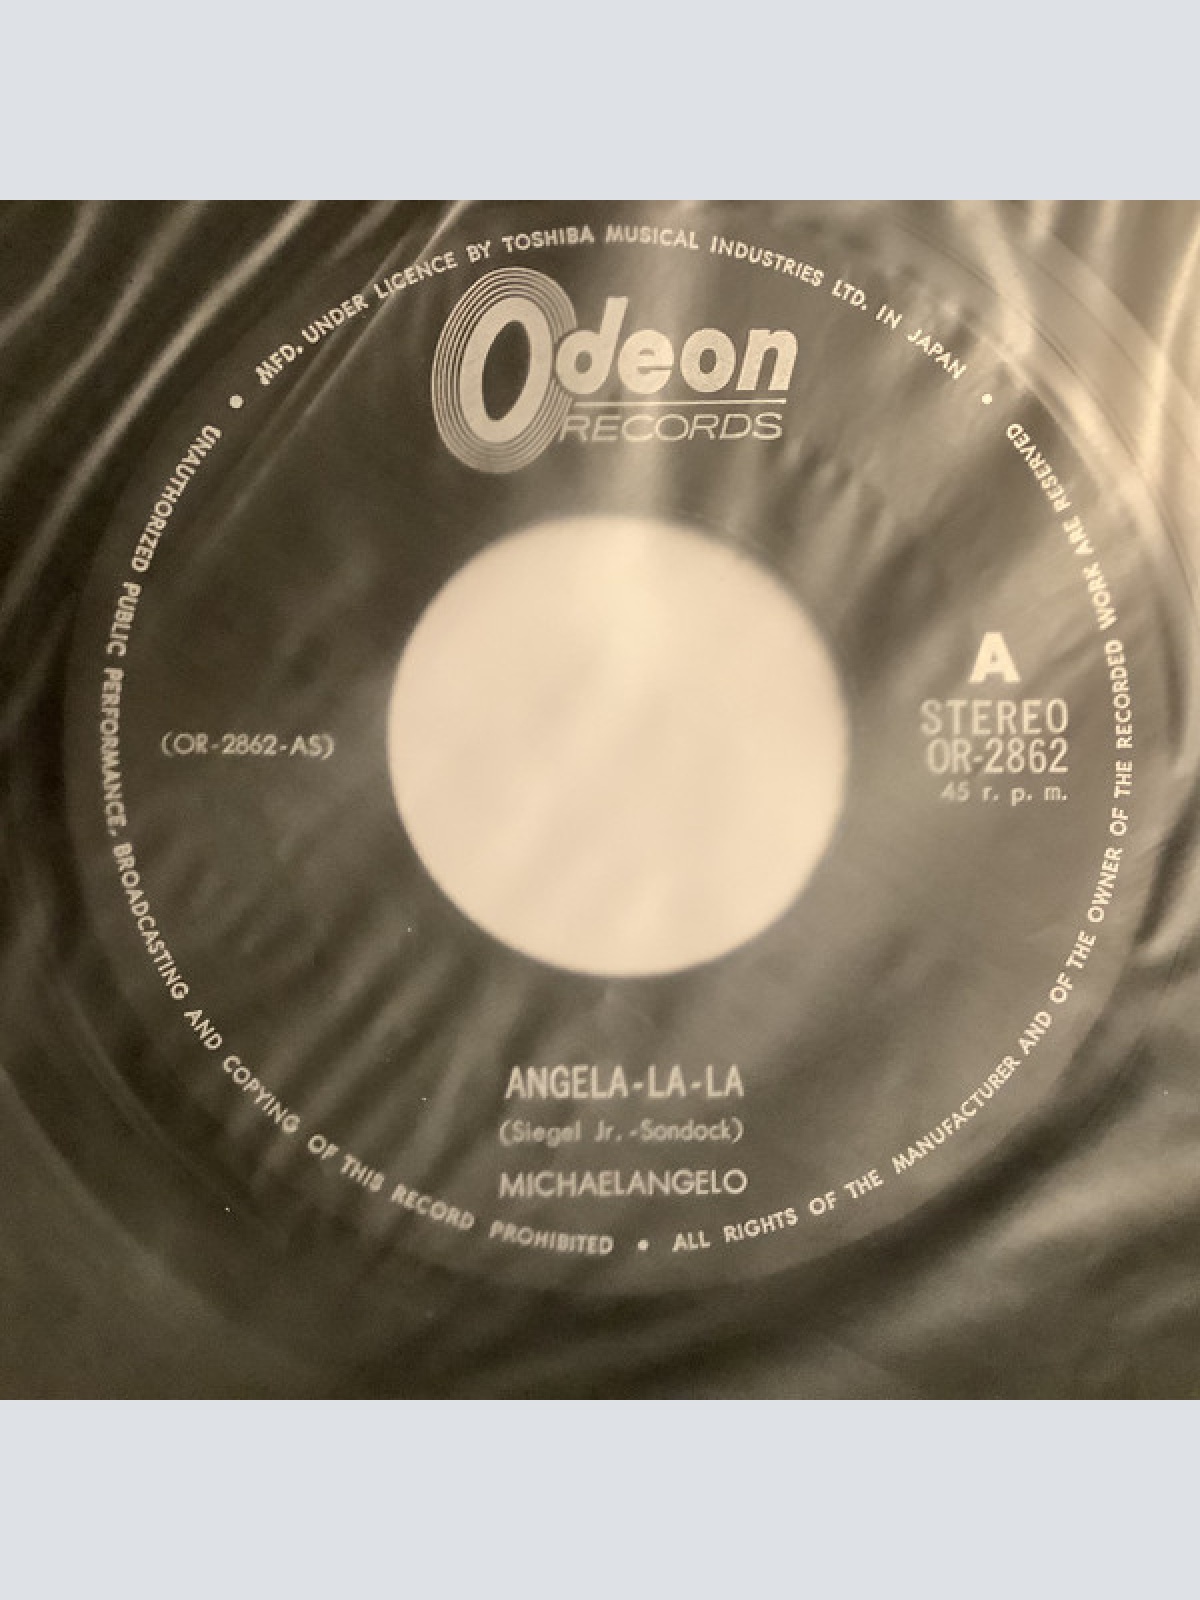 MFD. UNDER LICENCE BY TOSHIBA MUSICAL INDUSTRIES LTD. IN JAPAN •
Odeon
RECORDS
A
STEREO
OR-2862
45 r. p. m.
(OR-2862-AS)
ANGELA-LA-LA
(Siegel Jr. -Sondock)
MICHAELANGELO
• UNAUTHORIZED PUBLIC PERFORMANCE, BROADCASTING AND COPYING OF THIS RECORD PROHIBITED • ALL RIGHTS OF THE MANUFACTURER AND OF THE OWNER OF THE RECORDED WORK ARE RESERVED